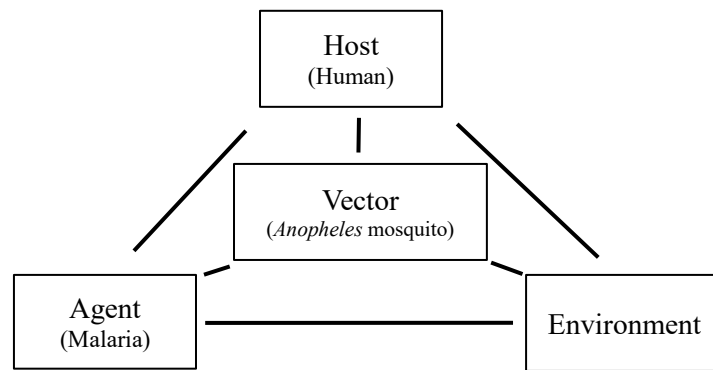 Host
(Human)
Vector
(Anopheles mosquito)
Agent
(Malaria)
Environment